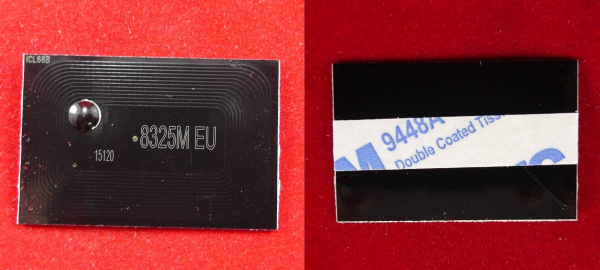 ICL66B
8325M EU
15120
9448A
Double Coated Tiss